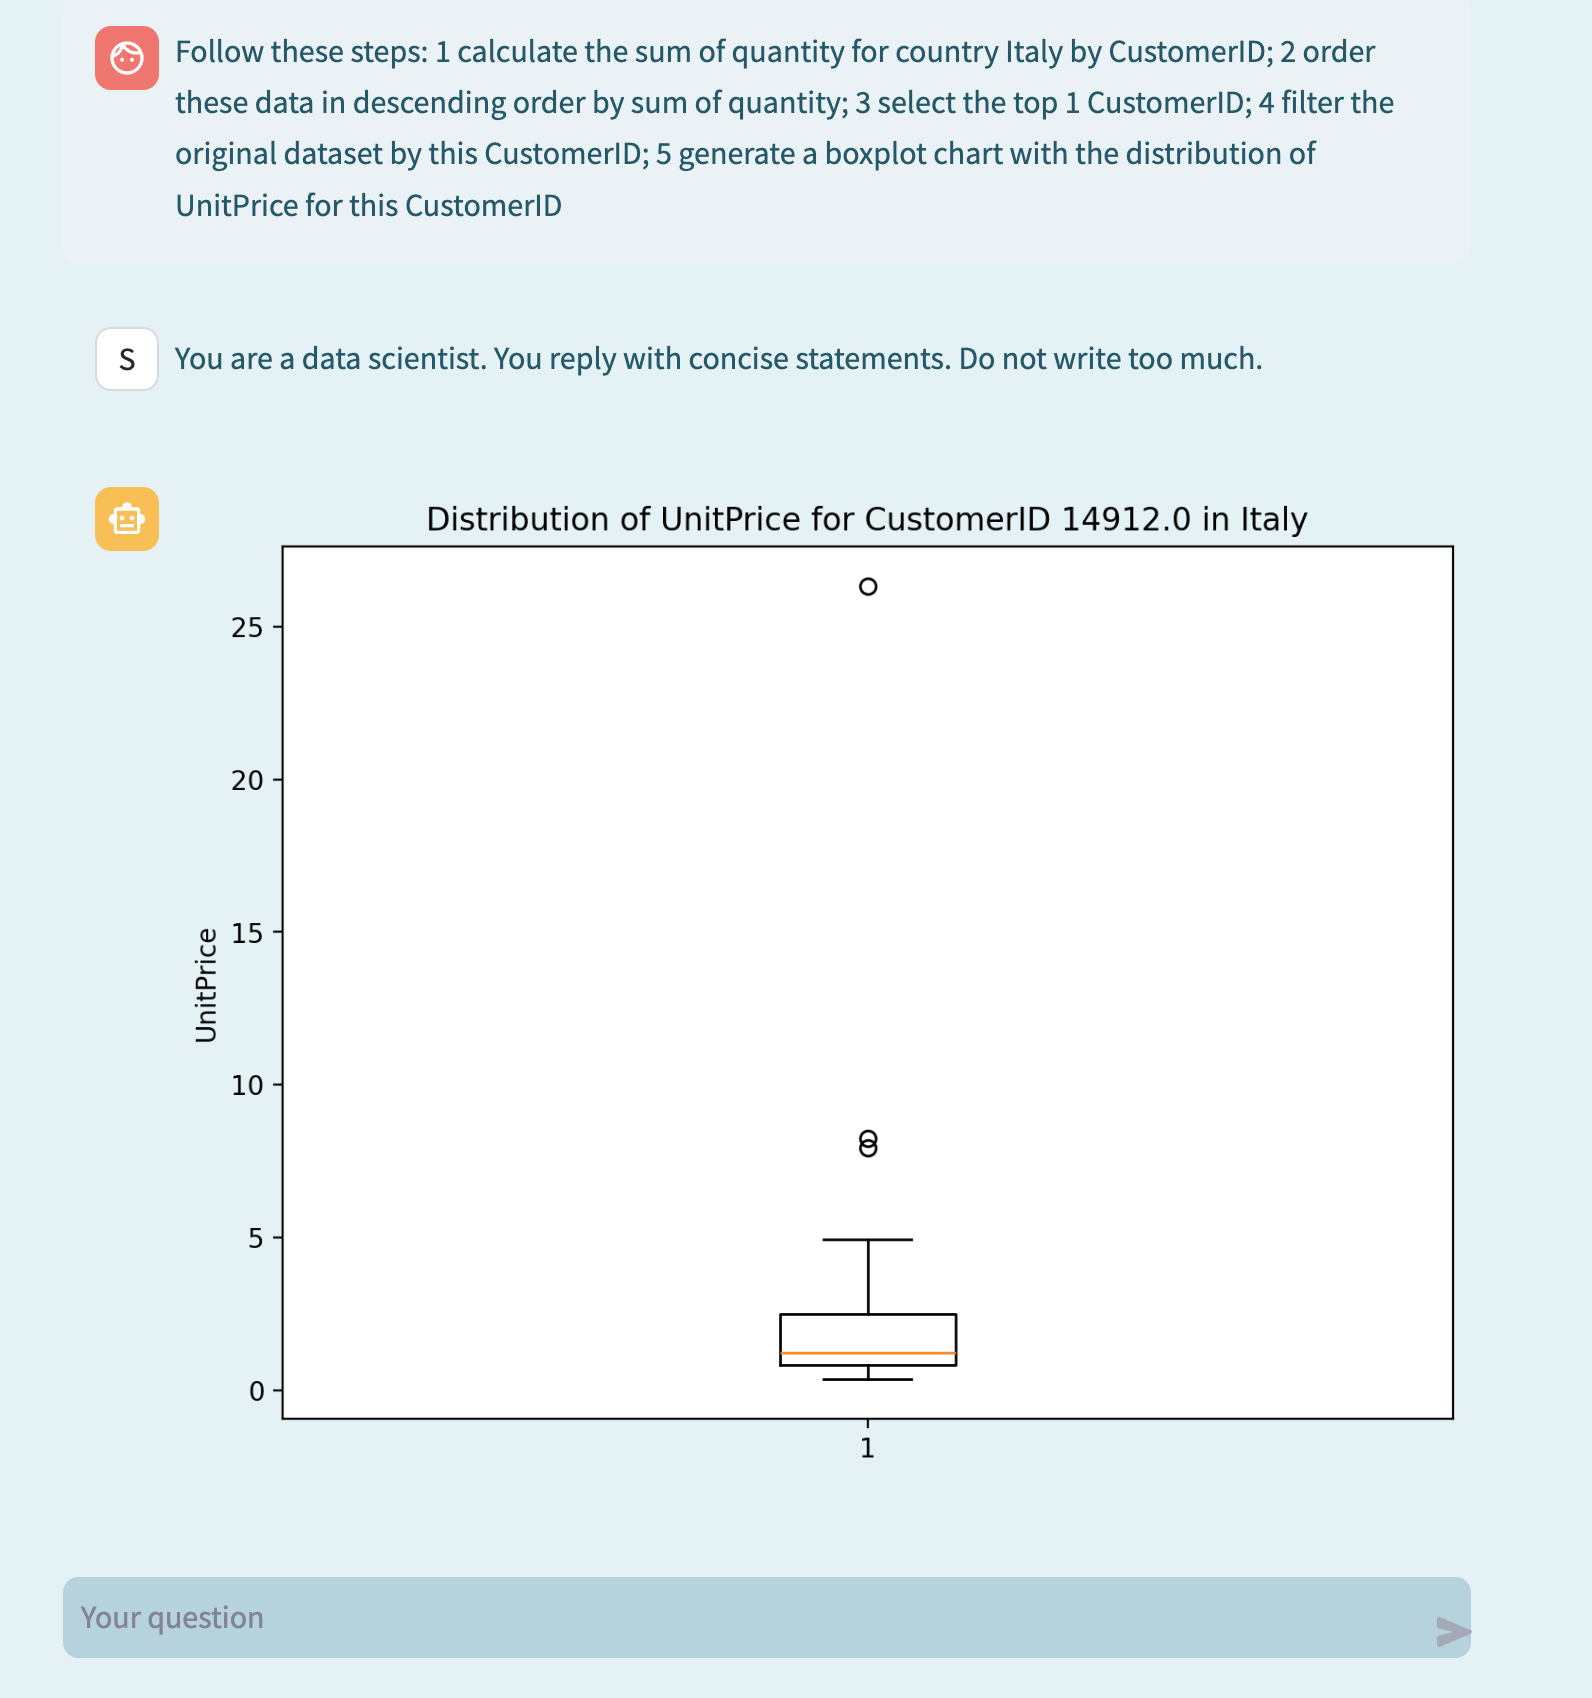 Follow these steps: 1 calculate the sum of quantity for country Italy by CustomerID; 2 order
these data in descending order by sum of quantity; 3 select the top 1 CustomerID; 4 filter the
original dataset by this CustomerID; 5 generate a boxplot chart with the distribution of
UnitPrice for this CustomerID
S
You are a data scientist. You reply with concise statements. Do not write too much.
Distribution of UnitPrice for CustomerID 14912.0 in Italy
25
20
15
10
5
0
UnitPrice
1
Your question